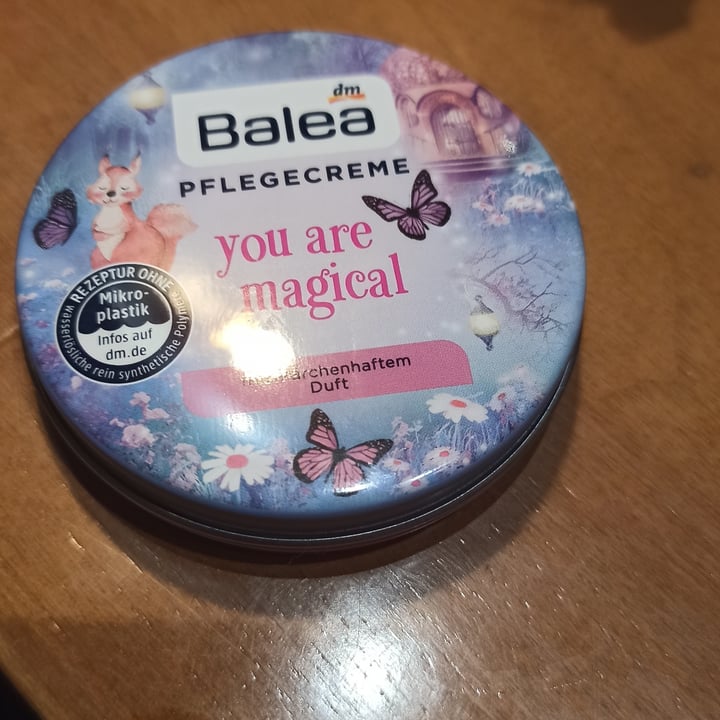 dm
Balea
PFLEGECREME
you are
magical
märchenhaftem
Duft
REZEPTUR OHNE
Mikro-
plastik
Infos auf
dm.de
wasserlösliche rein synthetische Polymere